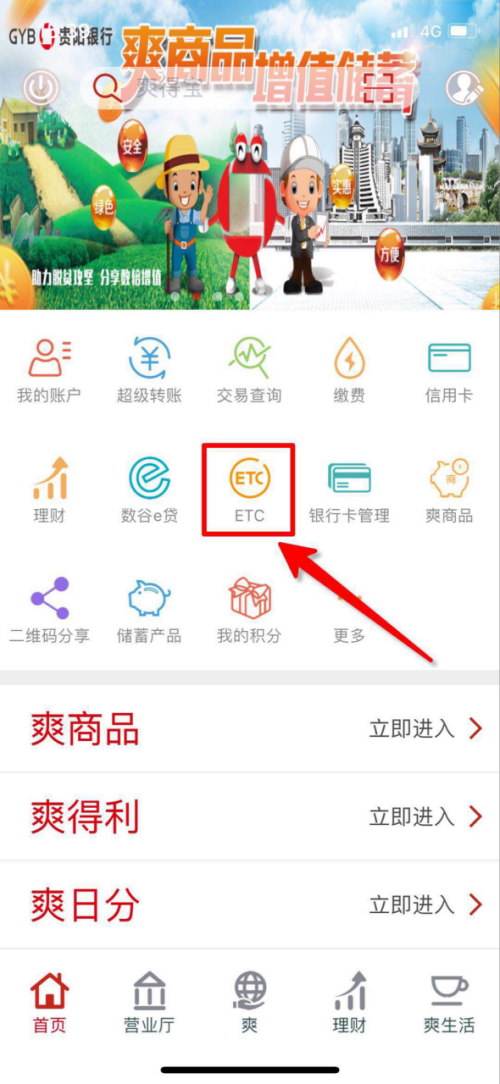 GYB 贵阳银行
4G
爽商品
增值储蓄
爽得宝
安全
绿色
实惠
方便
助力脱贫攻坚 分享数倍增值
我的账户 超级转账 交易查询 缴费 信用卡
ETC
商
理财 数谷e贷 ETC 银行卡管理 爽商品
二维码分享 储蓄产品 我的积分 更多
爽商品 立即进入
爽得利 立即进入
爽日分 立即进入
首页 营业厅 爽 理财 爽生活